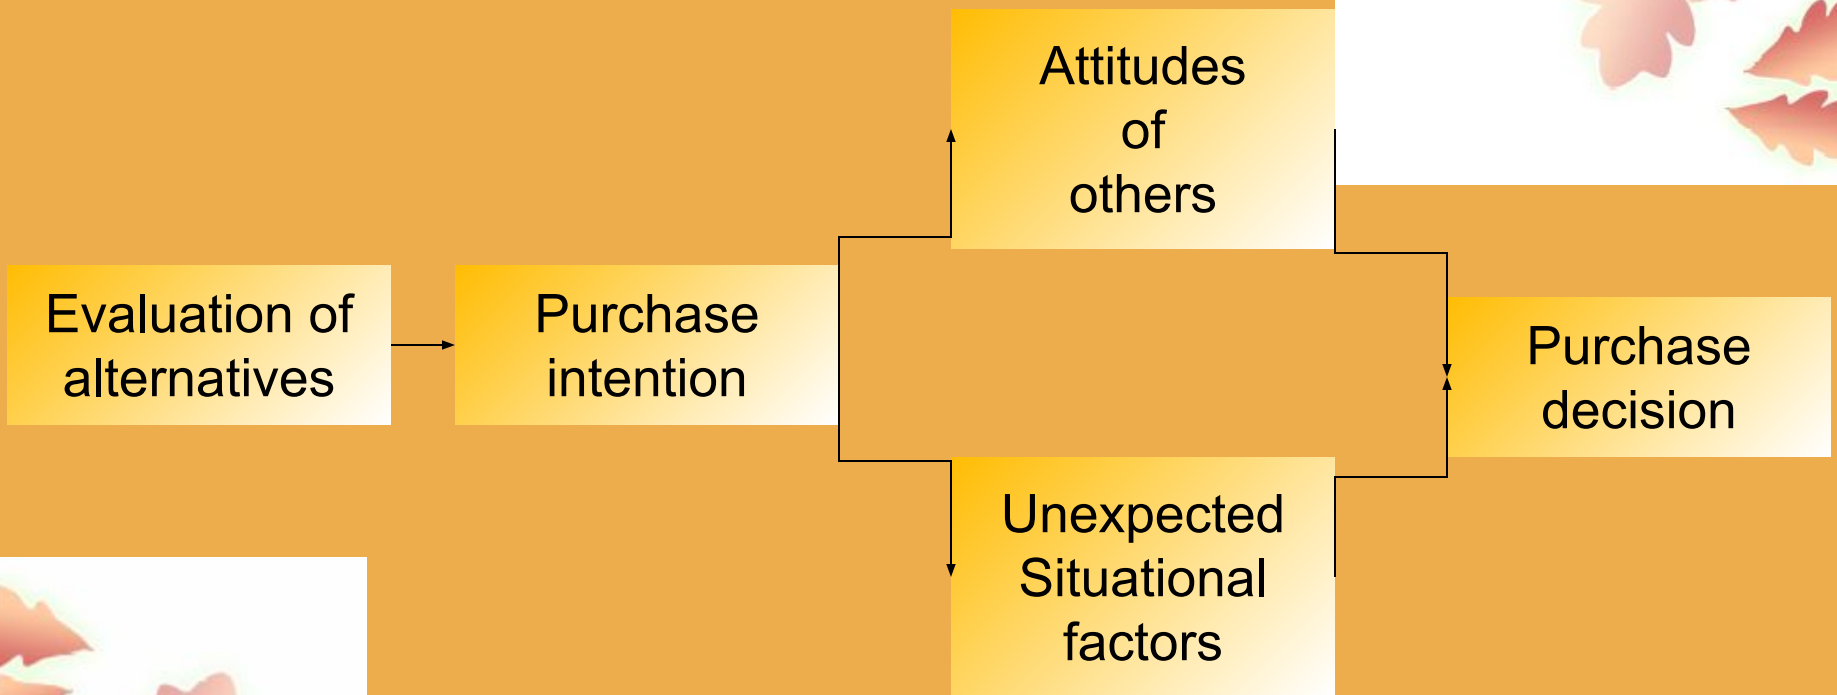 Evaluation of
alternatives
Purchase
intention
Attitudes
of
others
Unexpected
Situational
factors
Purchase
decision